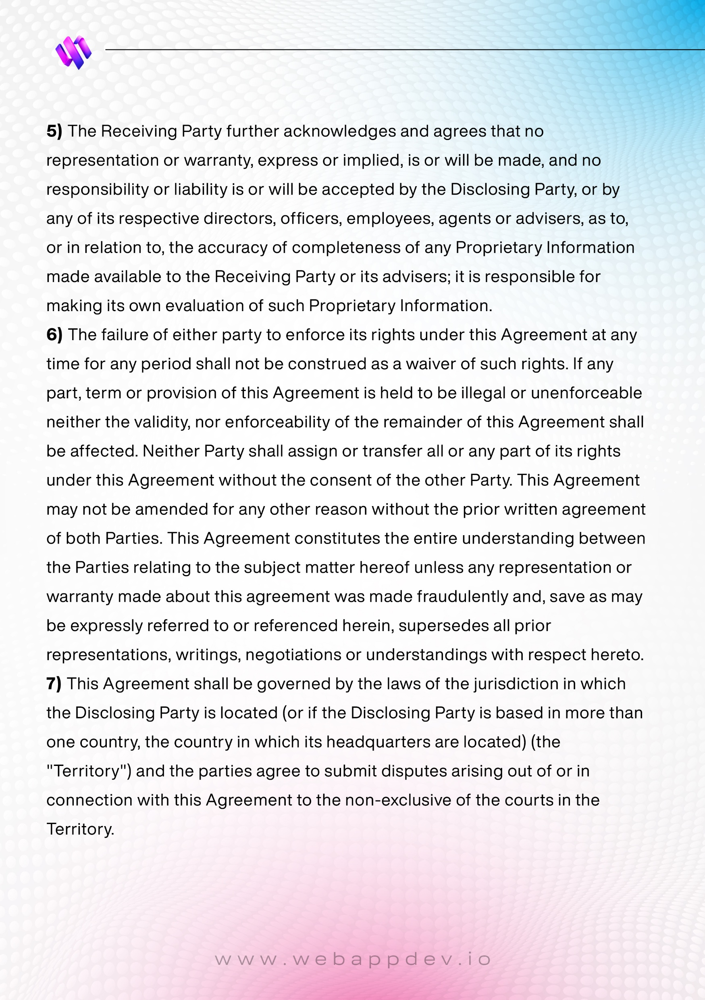 5) The Receiving Party further acknowledges and agrees that no
representation or warranty, express or implied, is or will be made, and no
responsibility or liability is or will be accepted by the Disclosing Party, or by
any of its respective directors, officers, employees, agents or advisers, as to,
or in relation to, the accuracy of completeness of any Proprietary Information
made available to the Receiving Party or its advisers; it is responsible for
making its own evaluation of such Proprietary Information.
6) The failure of either party to enforce its rights under this Agreement at any
time for any period shall not be construed as a waiver of such rights. If any
part, term or provision of this Agreement is held to be illegal or unenforceable
neither the validity, nor enforceability of the remainder of this Agreement shall
be affected. Neither Party shall assign or transfer all or any part of its rights
under this Agreement without the consent of the other Party. This Agreement
may not be amended for any other reason without the prior written agreement
of both Parties. This Agreement constitutes the entire understanding between
the Parties relating to the subject matter hereof unless any representation or
warranty made about this agreement was made fraudulently and, save as may
be expressly referred to or referenced herein, supersedes all prior
representations, writings, negotiations or understandings with respect hereto.
7) This Agreement shall be governed by the laws of the jurisdiction in which
the Disclosing Party is located (or if the Disclosing Party is based in more than
one country, the country in which its headquarters are located) (the
"Territory") and the parties agree to submit disputes arising out of or in
connection with this Agreement to the non-exclusive of the courts in the
Territory.
www.webappdev.io